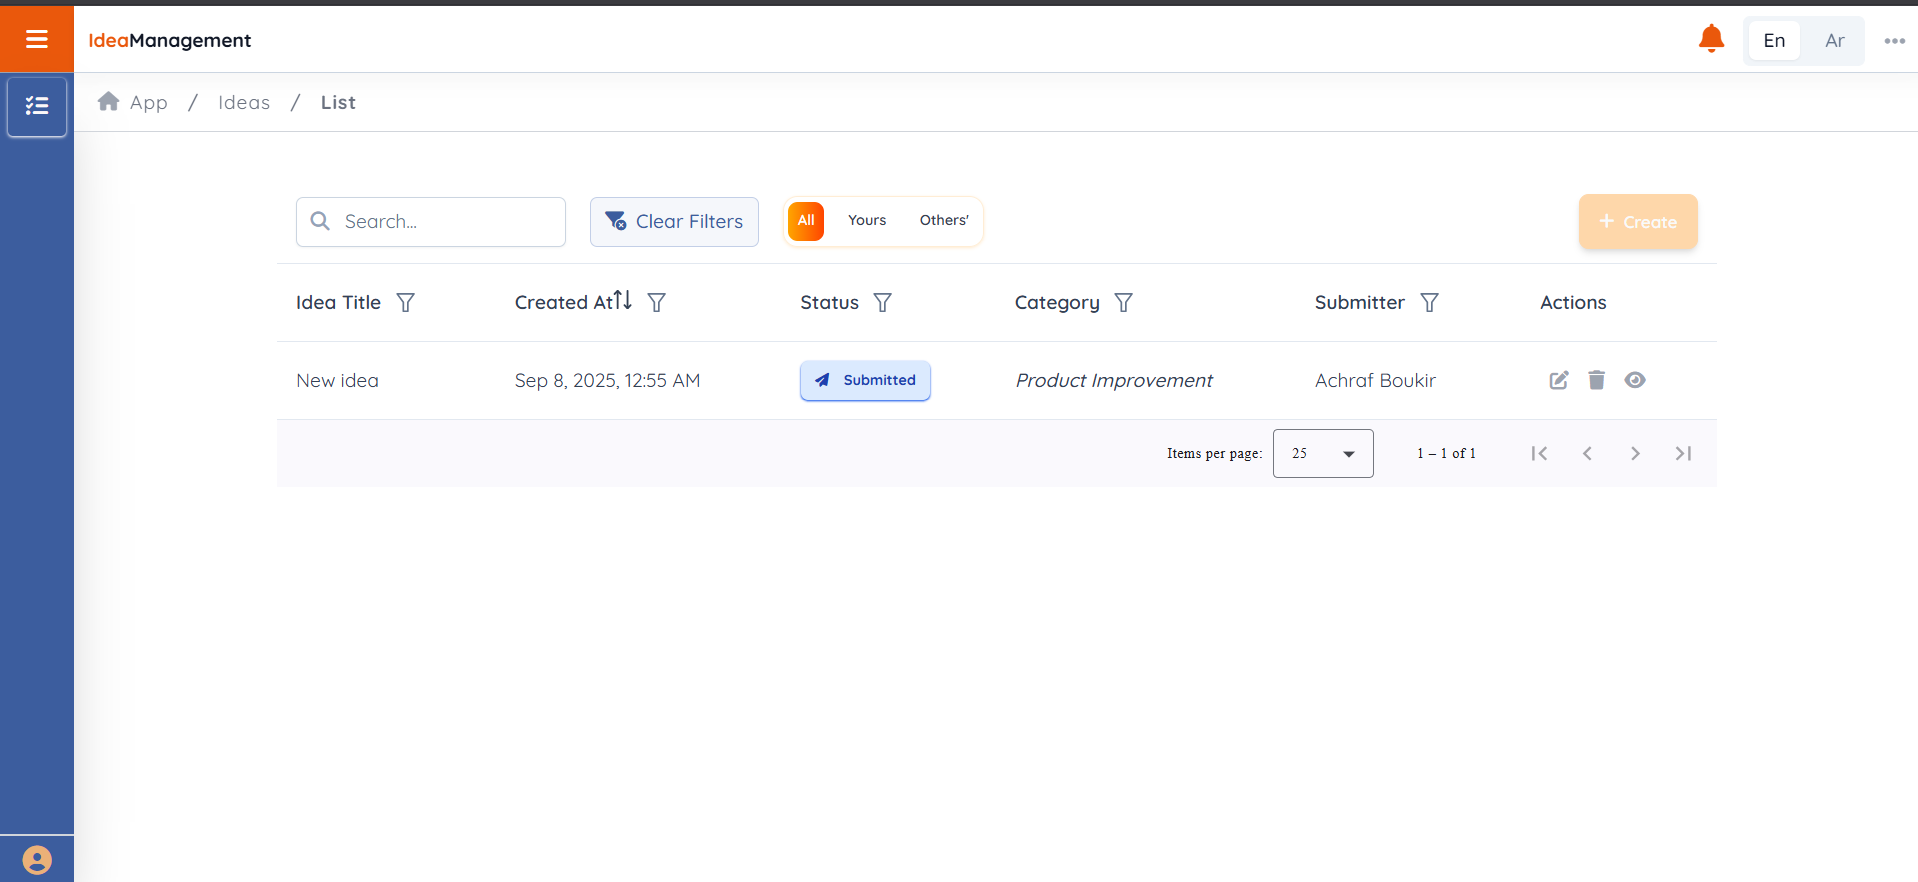 IdeaManagement
En Ar
App / Ideas / List
Search... Clear Filters All Yours Others' + Create
Idea Title Created At Status Category Submitter Actions
New idea Sep 8, 2025, 12:55 AM Submitted Product Improvement Achraf Boukir
Items per page: 25 1 – 1 of 1